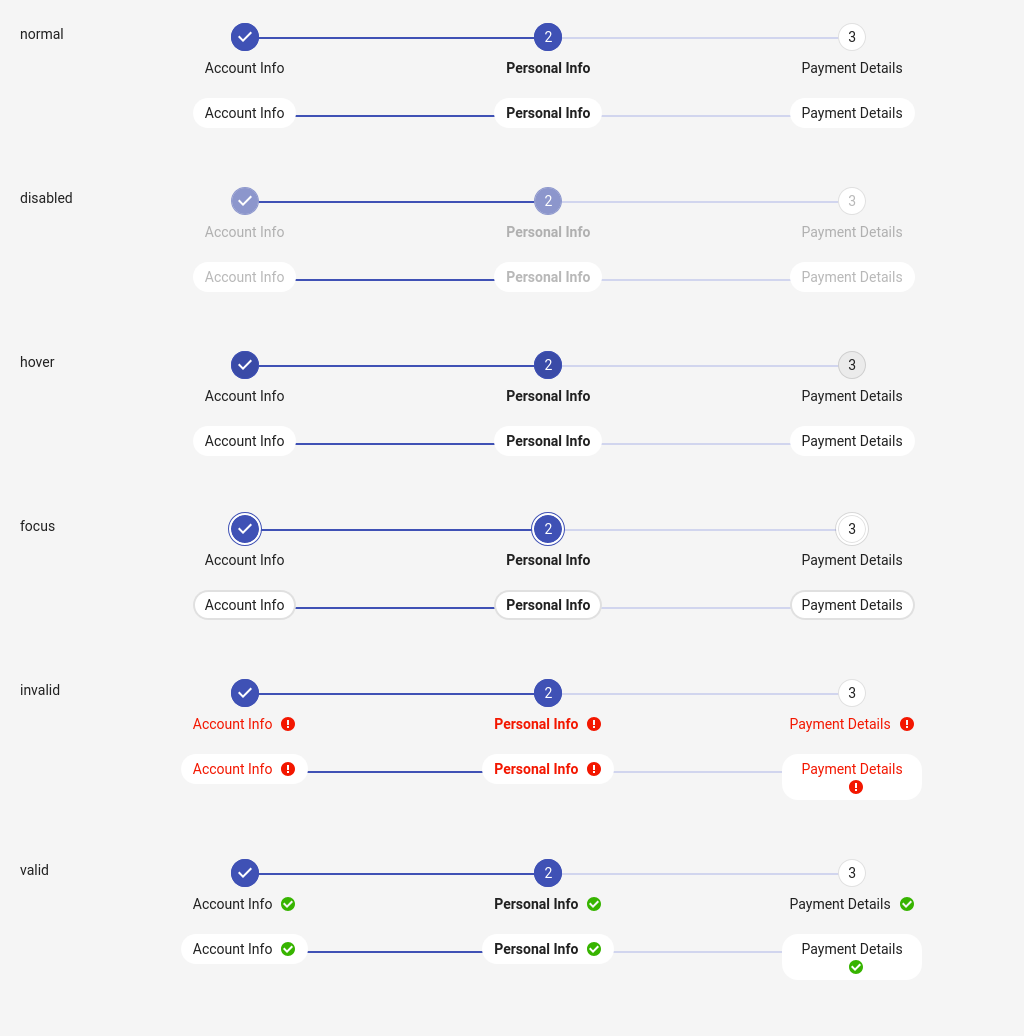 normal
2
3
Account Info
Personal Info
Payment Details
Account Info
Personal Info
Payment Details
disabled
2
3
Account Info
Personal Info
Payment Details
Account Info
Personal Info
Payment Details
hover
2
3
Account Info
Personal Info
Payment Details
Account Info
Personal Info
Payment Details
focus
2
3
Account Info
Personal Info
Payment Details
Account Info
Personal Info
Payment Details
invalid
2
3
Account Info
Personal Info
Payment Details
Account Info
Personal Info
Payment Details
valid
2
3
Account Info
Personal Info
Payment Details
Account Info
Personal Info
Payment Details